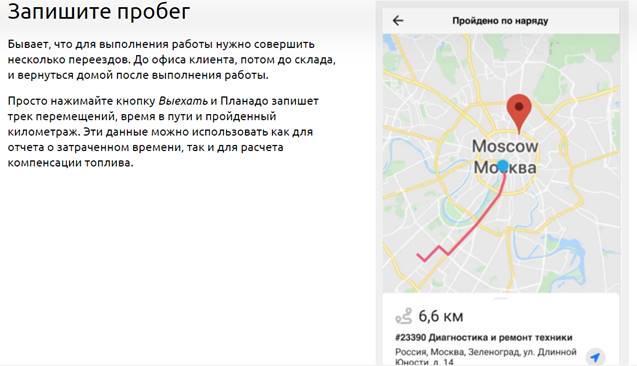 Запишите пробег
Бывает, что для выполнения работы нужно совершить
несколько переездов. До офиса клиента, потом до склада,
и вернуться домой после выполнения работы.
Просто нажимайте кнопку Выехать и Планадо запишет
трек перемещений, время в пути и пройденный
километраж. Эти данные можно использовать как для
отчета о затраченном времени, так и для расчета
компенсации топлива.
Пройдено по наряду
Moscow
Москва
6,6 км
#23390 Диагностика и ремонт техники
Россия, Москва, Зеленоград, ул. Длинной
Юности, д. 14